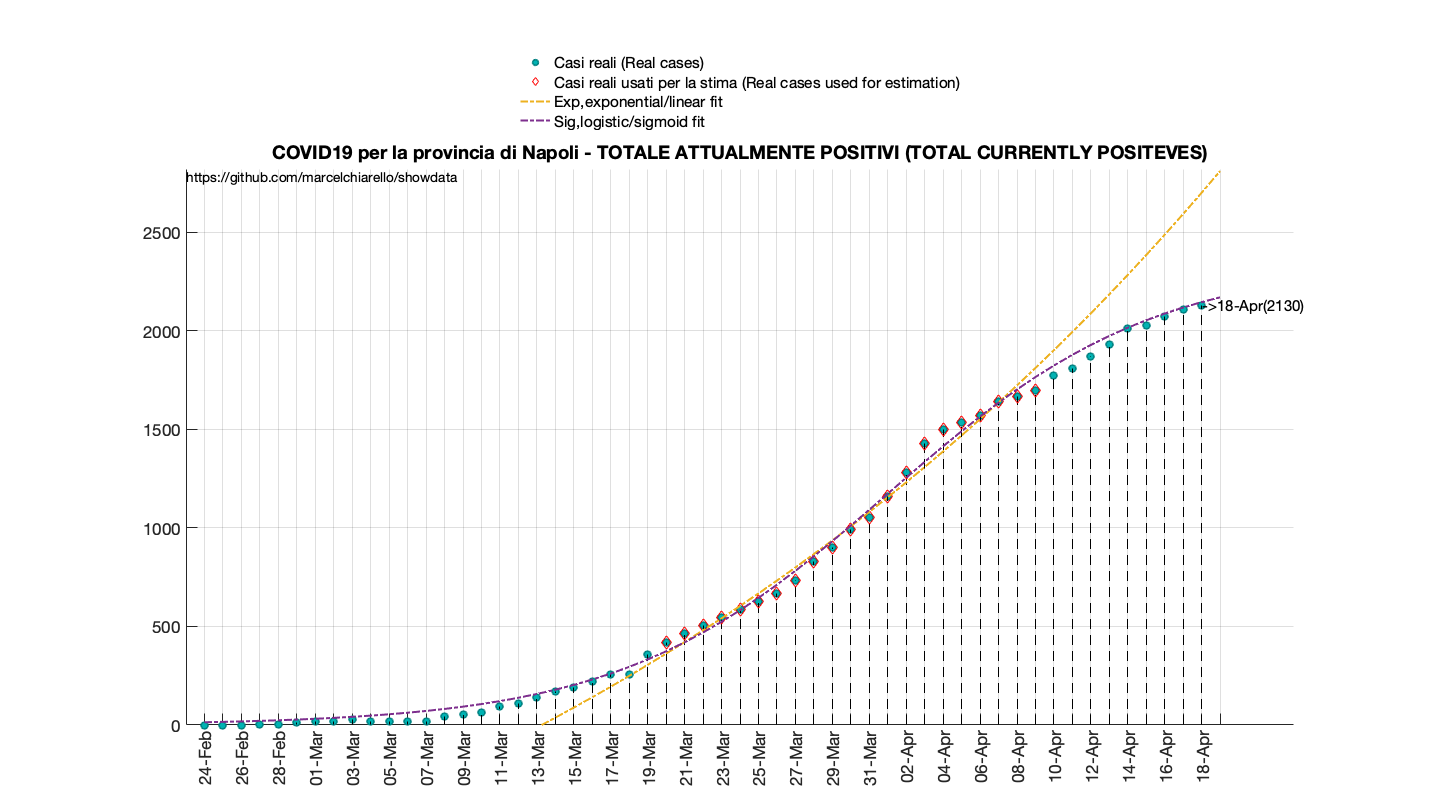 Casi reali (Real cases)
Casi reali usati per la stima (Real cases used for estimation)
Exp,exponential/linear fit
Sig,logistic/sigmoid fit
COVID19 per la provincia di Napoli - TOTALE ATTUALMENTE POSITIVI (TOTAL CURRENTLY POSITEVES)
https://github.com/marcelchiarello/showdata
2500
2000
1500
1000
500
0
->18-Apr(2130)
24-Feb
26-Feb
28-Feb
01-Mar
03-Mar
05-Mar
07-Mar
09-Mar
11-Mar
13-Mar
15-Mar
17-Mar
19-Mar
21-Mar
23-Mar
25-Mar
27-Mar
29-Mar
31-Mar
02-Apr
04-Apr
06-Apr
08-Apr
10-Apr
12-Apr
14-Apr
16-Apr
18-Apr